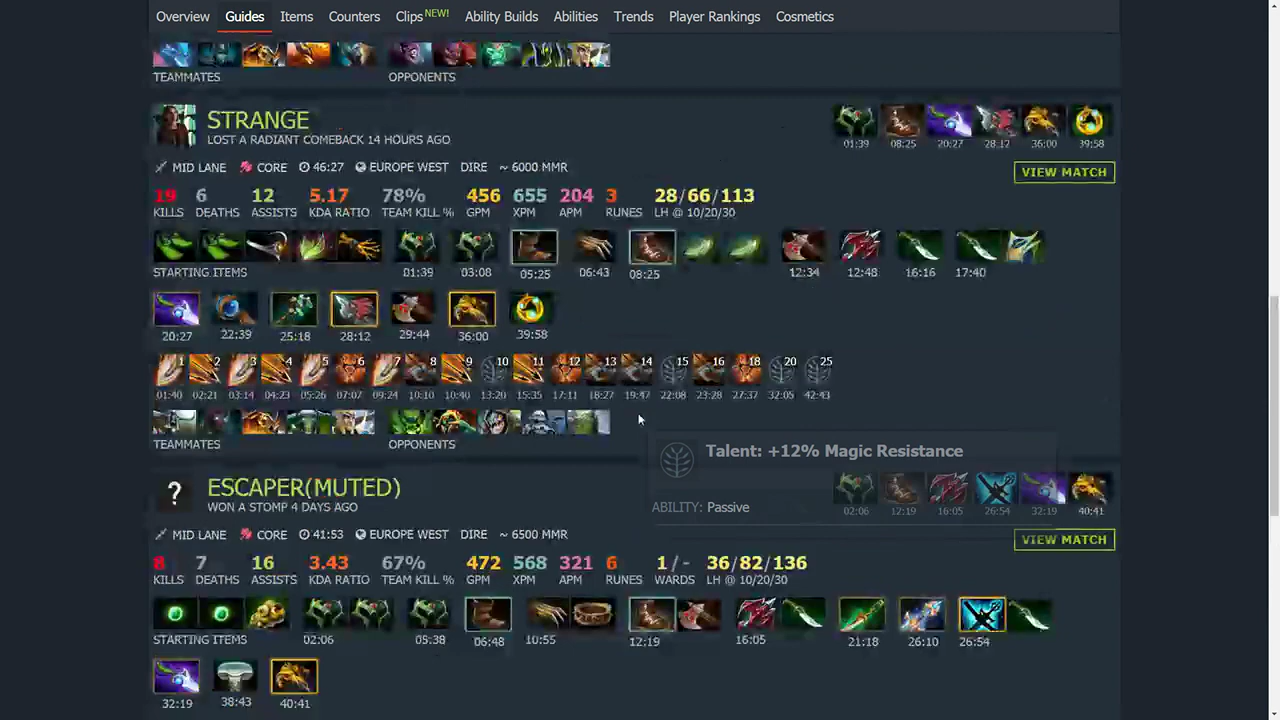 Overview Guides Items Counters Clips NEW! Ability Builds Abilities Trends Player Rankings Cosmetics
TEAMMATES OPPONENTS
STRANGE
LOST A RADIANT COMEBACK 14 HOURS AGO
01:39 08:25 20:27 28:12 36:00 39:58
MID LANE CORE 46:27 EUROPE WEST DIRE ~ 6000 MMR
VIEW MATCH
19 6 12 5.17 78% 456 655 204 3 28/66/113
KILLS DEATHS ASSISTS KDA RATIO TEAM KILL % GPM XPM APM RUNES LH @ 10/20/30
STARTING ITEMS 01:39 03:08 05:25 06:43 08:25 12:34 12:48 16:16 17:40
20:27 22:39 25:18 28:12 29:44 36:00 39:58
1 2 3 4 5 6 7 8 9 10 11 12 13 14 15 16 18 20 25
01:40 02:21 03:14 04:23 05:26 07:07 09:24 10:10 10:40 13:20 15:35 17:11 18:27 19:47 22:08 23:28 27:37 32:05 42:43
TEAMMATES OPPONENTS
Talent: +12% Magic Resistance
ABILITY: Passive
?
ESCAPER(MUTED)
WON A STOMP 4 DAYS AGO
02:06 12:19 16:05 26:54 32:19 40:41
MID LANE CORE 41:53 EUROPE WEST DIRE ~ 6500 MMR
VIEW MATCH
8 7 16 3.43 67% 472 568 321 6 1/- 36/82/136
KILLS DEATHS ASSISTS KDA RATIO TEAM KILL % GPM XPM APM RUNES WARDS LH @ 10/20/30
STARTING ITEMS 02:06 05:38 06:48 10:55 12:19 16:05 21:18 26:10 26:54
32:19 38:43 40:41